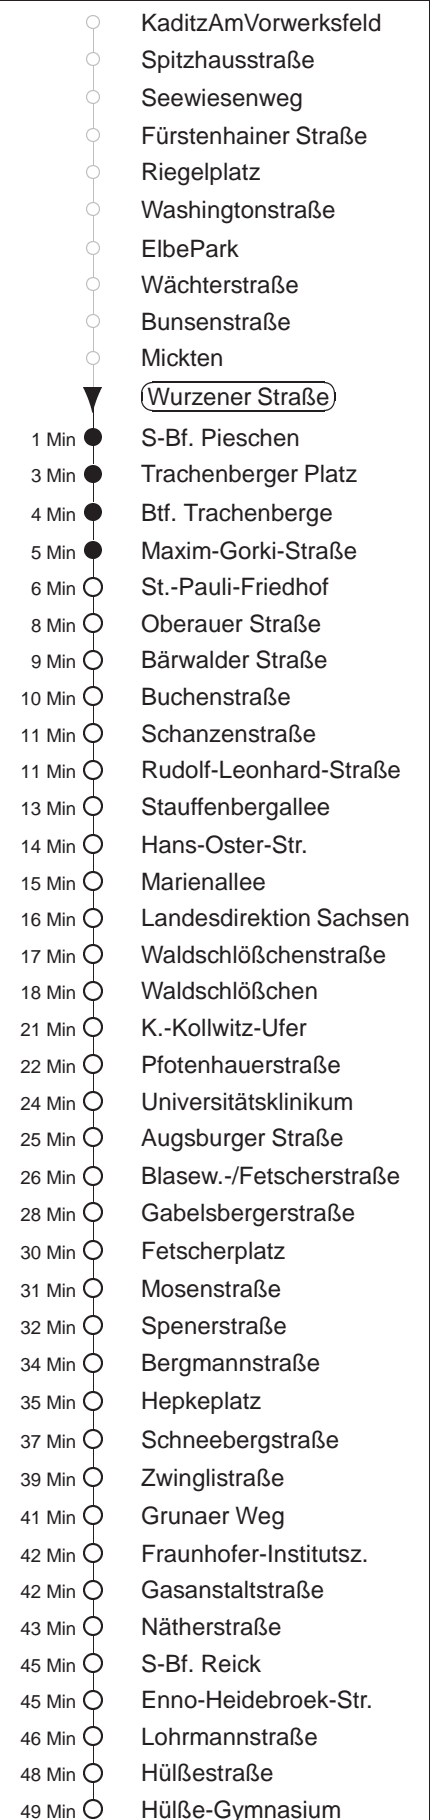 KaditzAmVorwerksfeld
Spitzhausstraße
Seewiesenweg
Fürstenhainer Straße
Riegelplatz
Washingtonstraße
ElbePark
Wächterstraße
Bunsenstraße
Mickten
Wurzener Straße
1 Min S-Bf. Pieschen
3 Min Trachenberger Platz
4 Min Btf. Trachenberge
5 Min Maxim-Gorki-Straße
6 Min St.-Pauli-Friedhof
8 Min Oberauer Straße
9 Min Bärwalder Straße
10 Min Buchenstraße
11 Min Schanzenstraße
11 Min Rudolf-Leonhard-Straße
13 Min Stauffenbergallee
14 Min Hans-Oster-Str.
15 Min Marienallee
16 Min Landesdirektion Sachsen
17 Min Waldschlößchenstraße
18 Min Waldschlößchen
21 Min K.-Kollwitz-Ufer
22 Min Pfotenhauerstraße
24 Min Universitätsklinikum
25 Min Augsburger Straße
26 Min Blasew.-/Fetscherstraße
28 Min Gabelsbergerstraße
30 Min Fetscherplatz
31 Min Mosenstraße
32 Min Spenerstraße
34 Min Bergmannstraße
35 Min Hepkeplatz
37 Min Schneebergstraße
39 Min Zwinglistraße
41 Min Grunaer Weg
42 Min Fraunhofer-Institutsz.
42 Min Gasanstaltstraße
43 Min Nätherstraße
45 Min S-Bf. Reick
45 Min Enno-Heidebroek-Str.
46 Min Lohrmannstraße
48 Min Hülßestraße
49 Min Hülße-Gymnasium